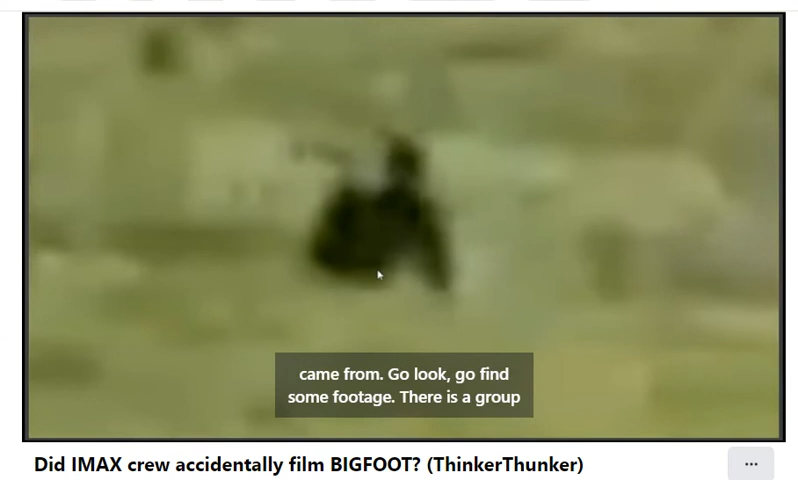 came from. Go look, go find
some footage. There is a group
Did IMAX crew accidentally film BIGFOOT? (ThinkerThunker)